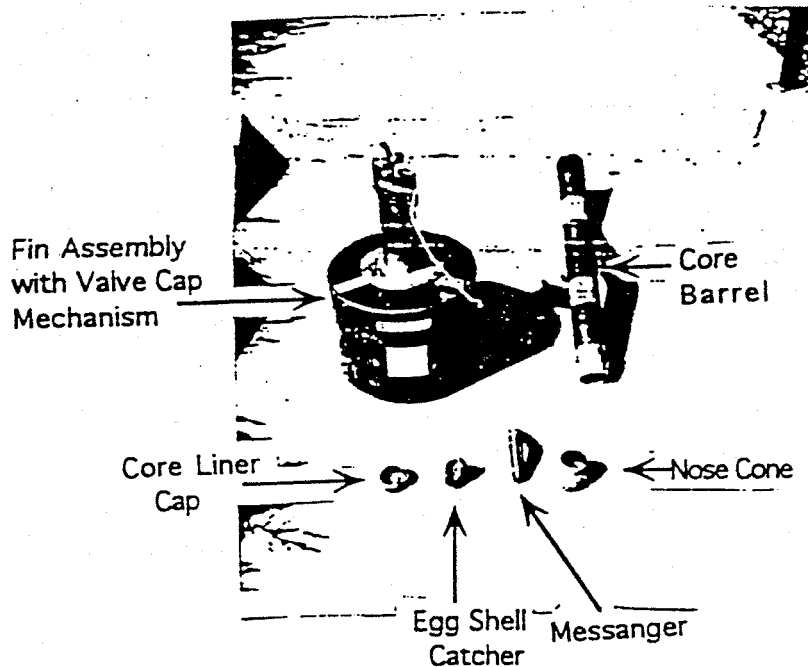 Fin Assembly
with Valve Cap
Mechanism
Core
Barrel
Core Liner
Cap
Nose Cone
Egg Shell
Catcher
Messanger